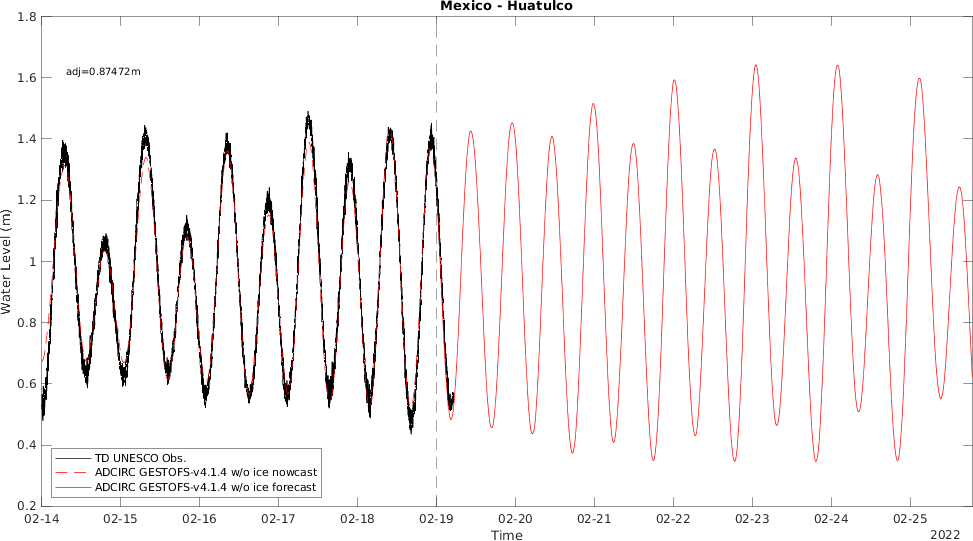 Mexico - Huatulco
1.8
1.6
1.4
1.2
1
0.8
0.6
0.4
0.2
Water Level (m)
adj=0.87472m
TD UNESCO Obs.
ADCIRC GESTOFS-v4.1.4 w/o ice nowcast
ADCIRC GESTOFS-v4.1.4 w/o ice forecast
02-14 02-15 02-16 02-17 02-18 02-19 02-20 02-21 02-22 02-23 02-24 02-25
Time
2022